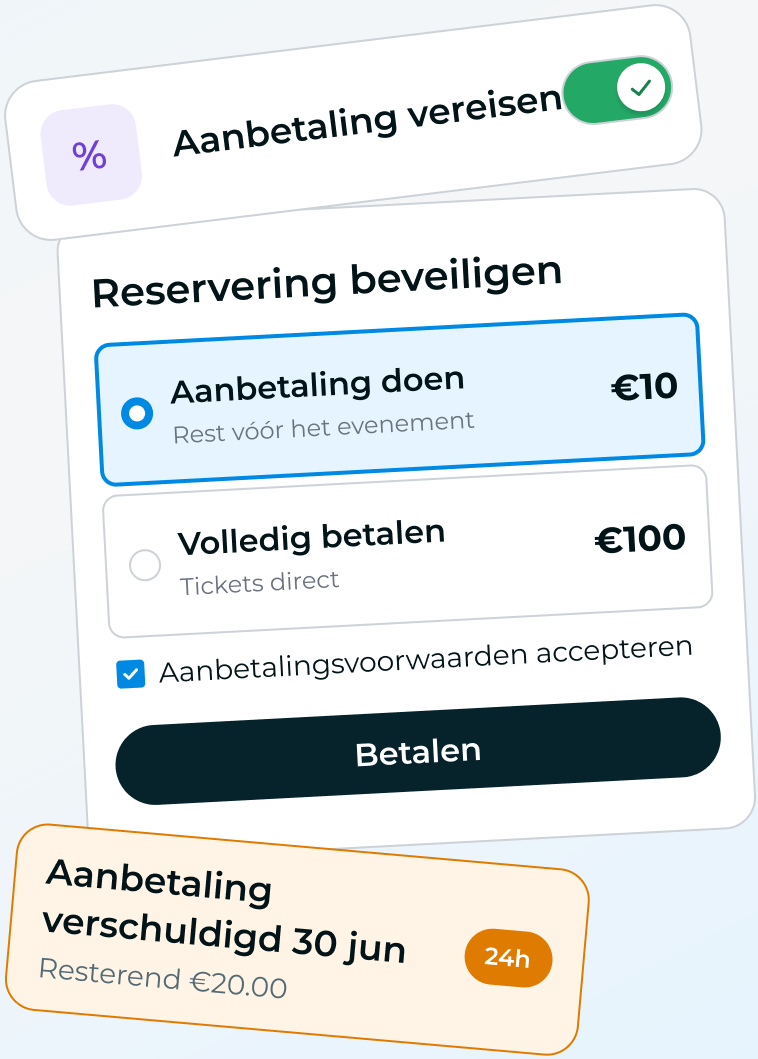 %
Aanbetaling vereisen
Reservering beveiligen
Aanbetaling doen
€10
Rest vóór het evenement
Volledig betalen
€100
Tickets direct
Aanbetalingsvoorwaarden accepteren
Betalen
Aanbetaling
verschuldigd 30 jun
24h
Resterend €20.00